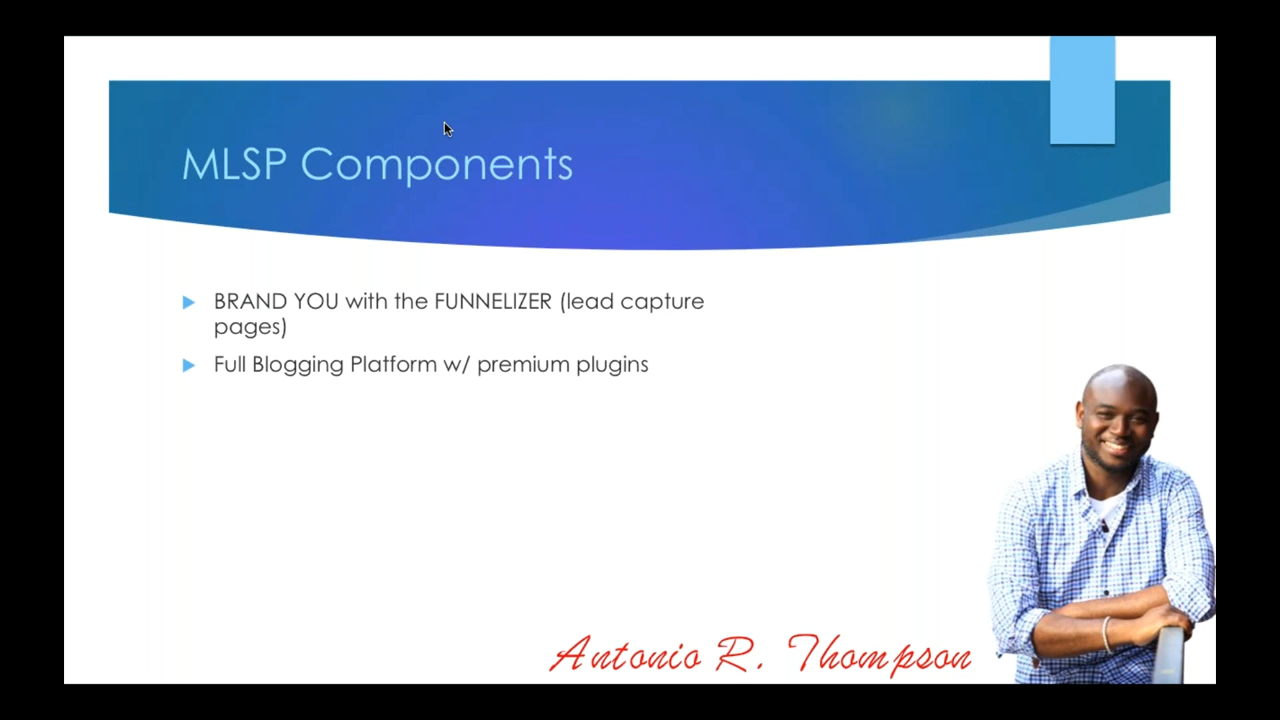 MLSP Components
BRAND YOU with the FUNNELIZER (lead capture
pages)
Full Blogging Platform w/ premium plugins
Antonio R. Thompson